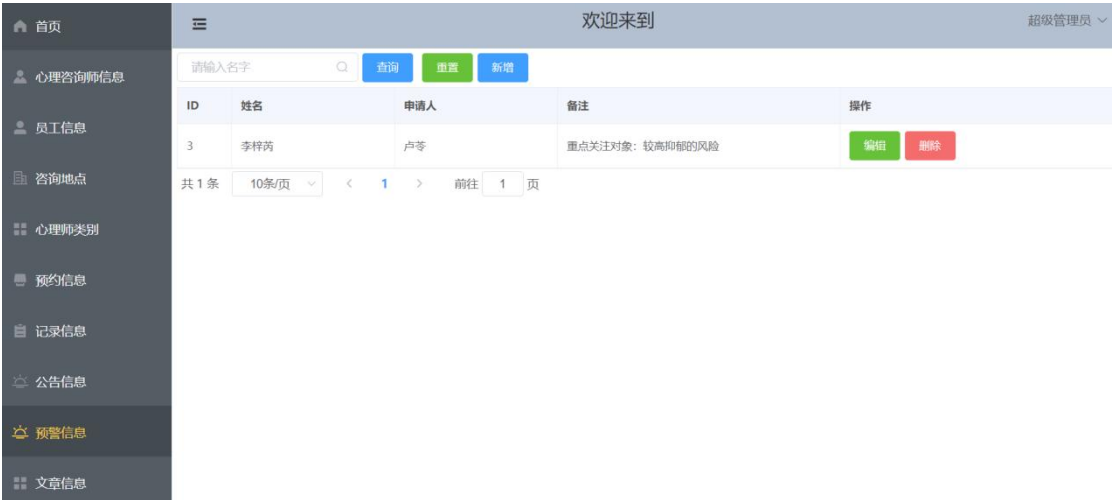 首页
心理咨询师信息
员工信息
咨询地点
心理师类别
预约信息
记录信息
公告信息
预警信息
文章信息
欢迎来到
超级管理员
请输入名字 查询 重置 新增
ID 姓名 申请人 备注 操作
3 李梓芮 卢苓 重点关注对象：较高抑郁的风险 编辑 删除
共 1 条 10条/页 < 1 > 前往 1 页